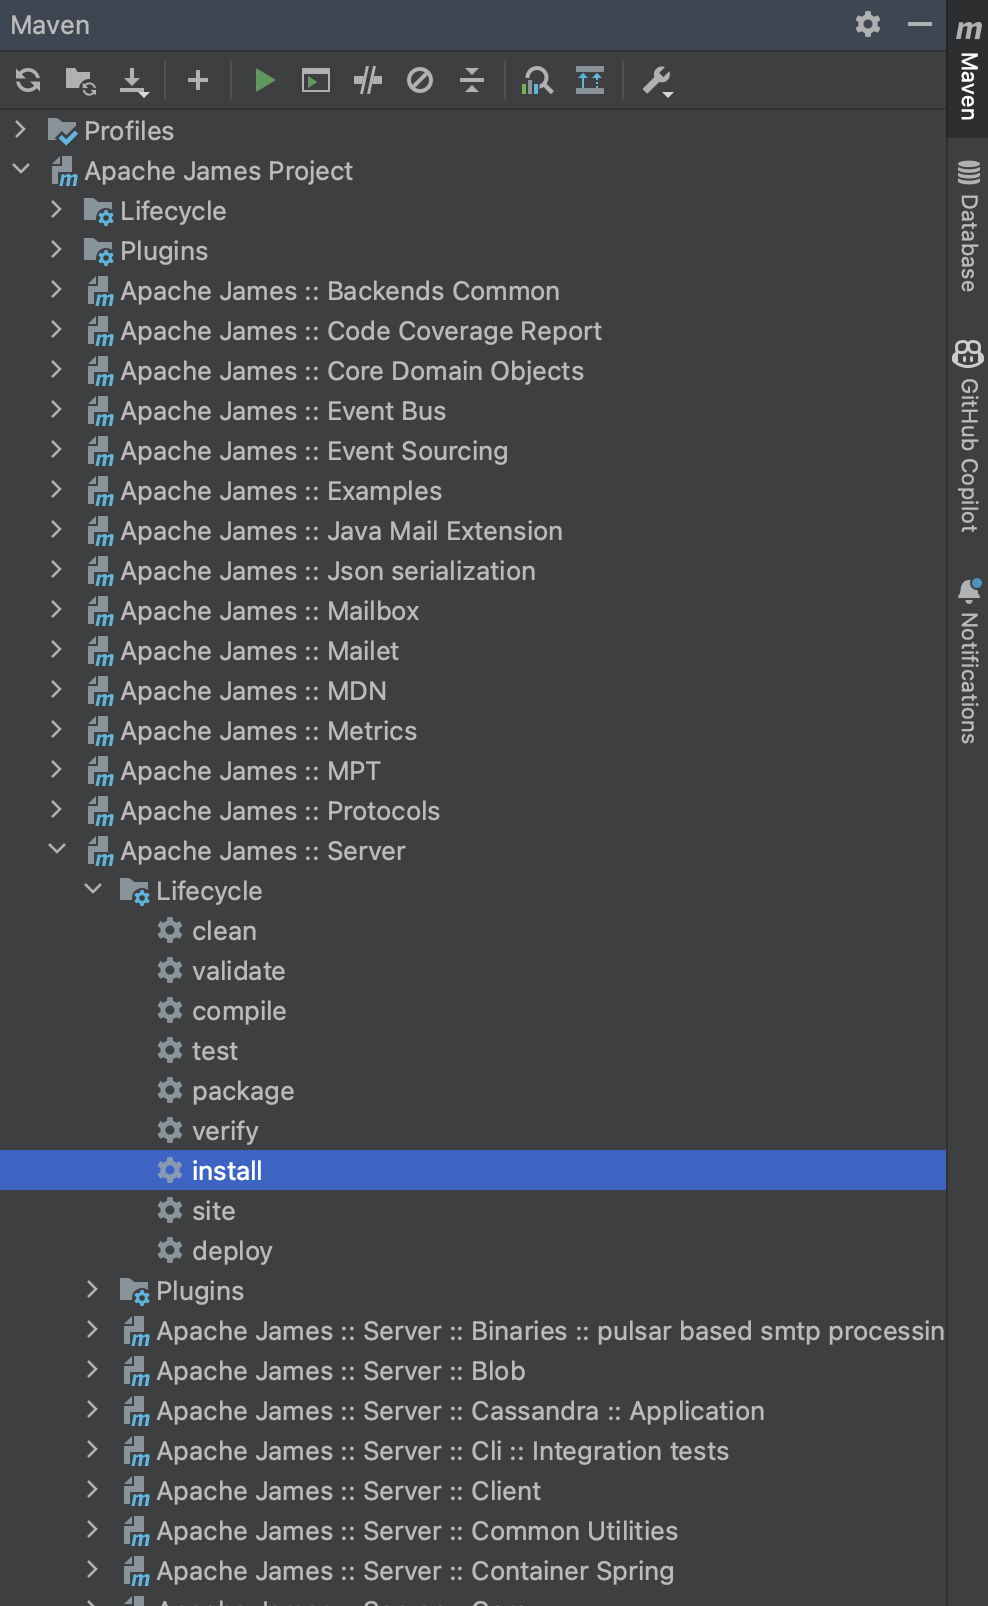 Maven
Profiles
Apache James Project
Lifecycle
Plugins
Apache James :: Backends Common
Apache James :: Code Coverage Report
Apache James :: Core Domain Objects
Apache James :: Event Bus
Apache James :: Event Sourcing
Apache James :: Examples
Apache James :: Java Mail Extension
Apache James :: Json serialization
Apache James :: Mailbox
Apache James :: Mailet
Apache James :: MDN
Apache James :: Metrics
Apache James :: MPT
Apache James :: Protocols
Apache James :: Server
Lifecycle
clean
validate
compile
test
package
verify
install
site
deploy
Plugins
Apache James :: Server :: Binaries :: pulsar based smtp processin
Apache James :: Server :: Blob
Apache James :: Server :: Cassandra :: Application
Apache James :: Server :: Cli :: Integration tests
Apache James :: Server :: Client
Apache James :: Server :: Common Utilities
Apache James :: Server :: Container Spring
Maven
Database
GitHub Copilot
Notifications